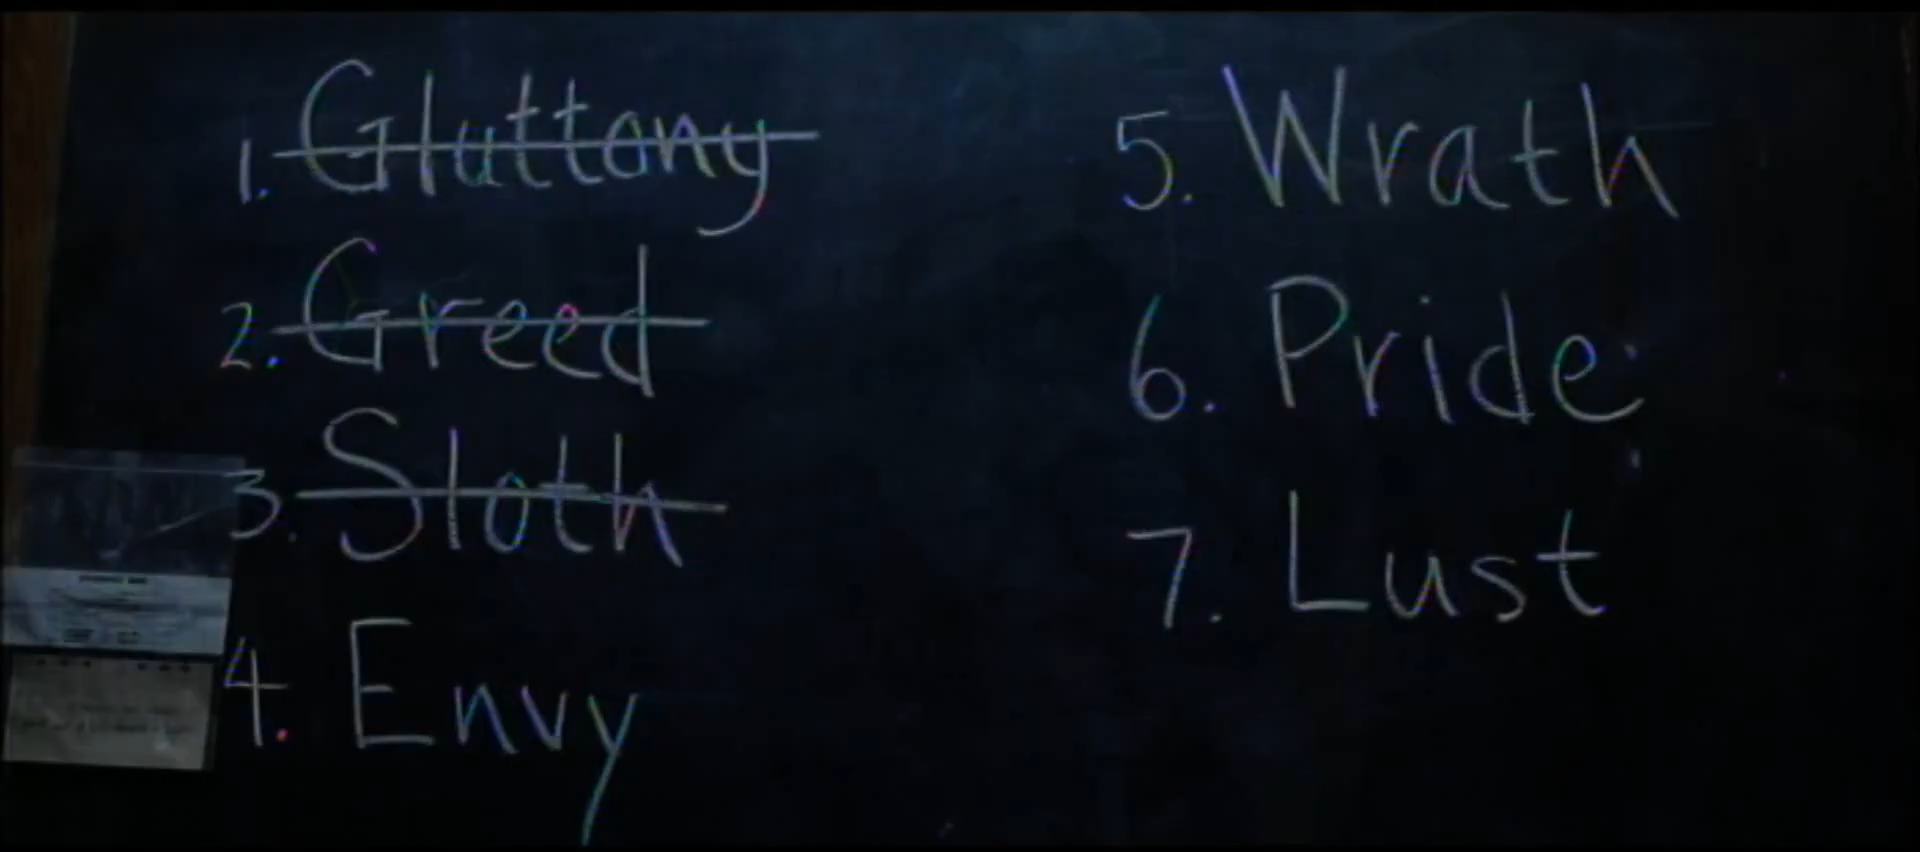 1. Gluttony
2. Greed
3. Sloth
4. Envy
5. Wrath
6. Pride
7. Lust